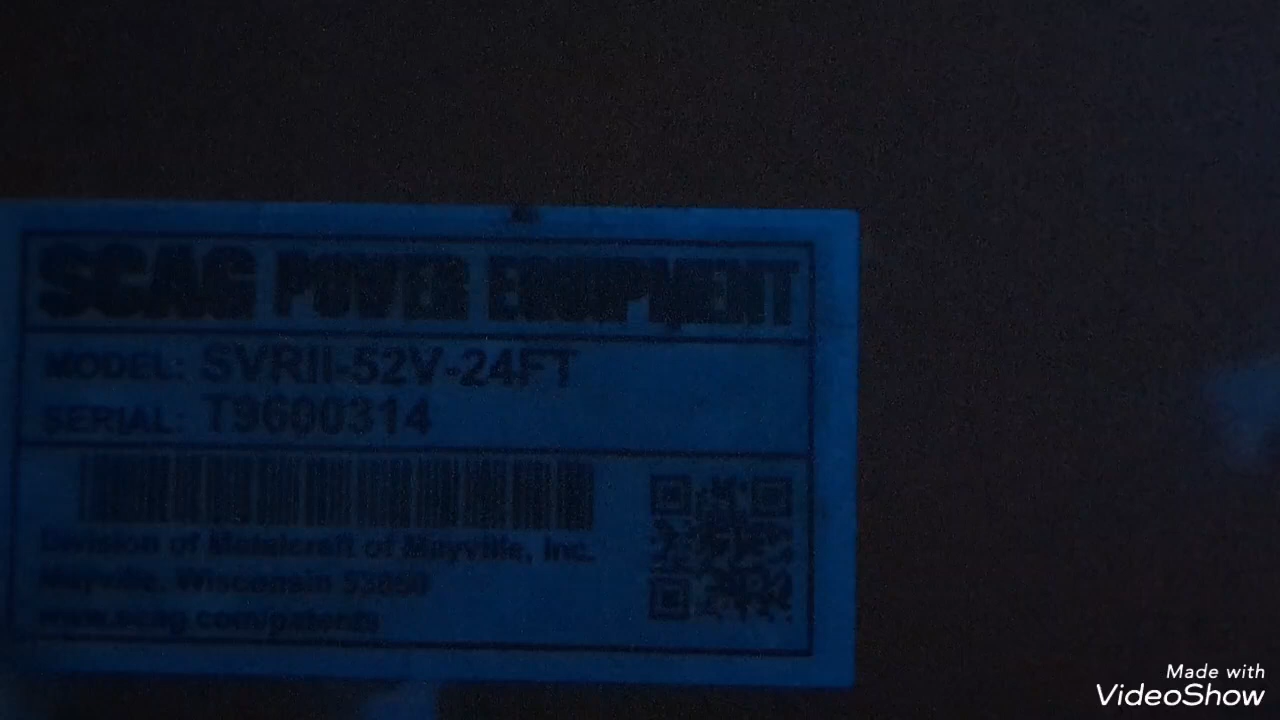 SCAG POWER EQUIPMENT
MODEL: SVRII-52V-24FT
SERIAL: T9600314
Division of Metalcraft of Mayville, Inc.
Mayville, Wisconsin 53050
www.scag.com/patents
Made with
VideoShow